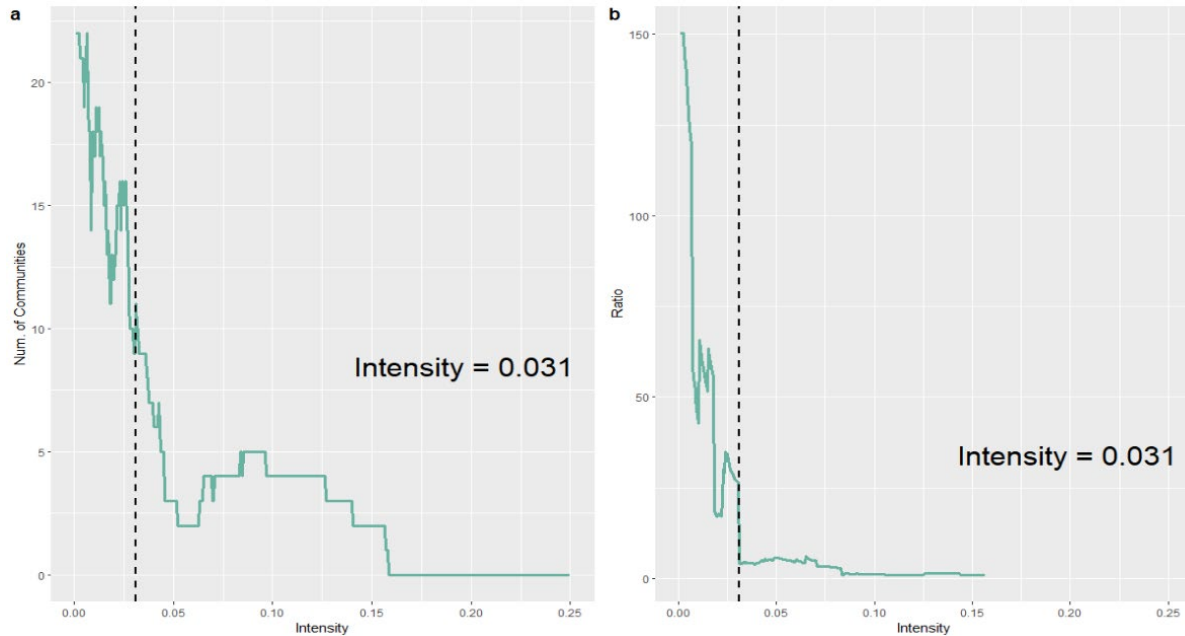 a
Num. of Communities
20
15
10
5
0
Intensity = 0.031
0.00 0.05 0.10 0.15 0.20 0.25
Intensity
b
Ratio
150
100
50
0
Intensity = 0.031
0.00 0.05 0.10 0.15 0.20 0.25
Intensity